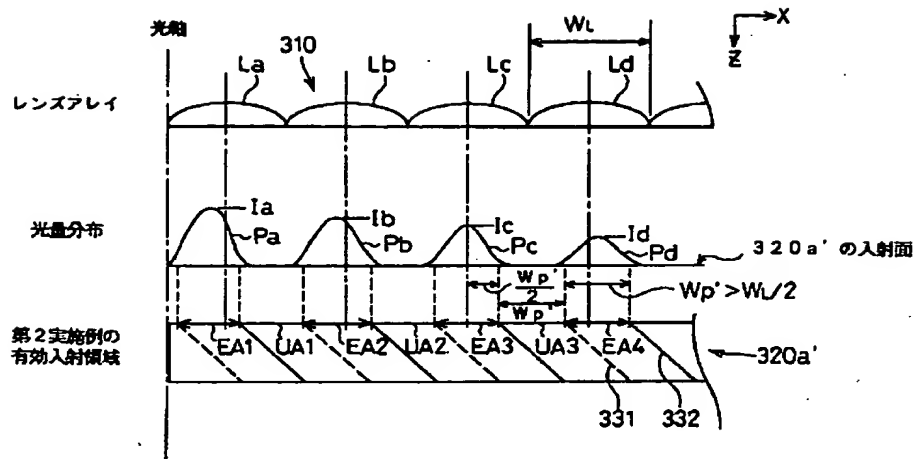 光軸
310
WL
X
Z
La
Lb
Lc
Ld
レンズアレイ
Ia
Ib
Ic
Id
光量分布
Pa
Pb
Pc
Pd
320a'の入射面
Wp'
2
Wp'
Wp'>WL/2
第2実施例の
有効入射領域
EA1
UA1
EA2
UA2
EA3
UA3
EA4
320a'
331
332